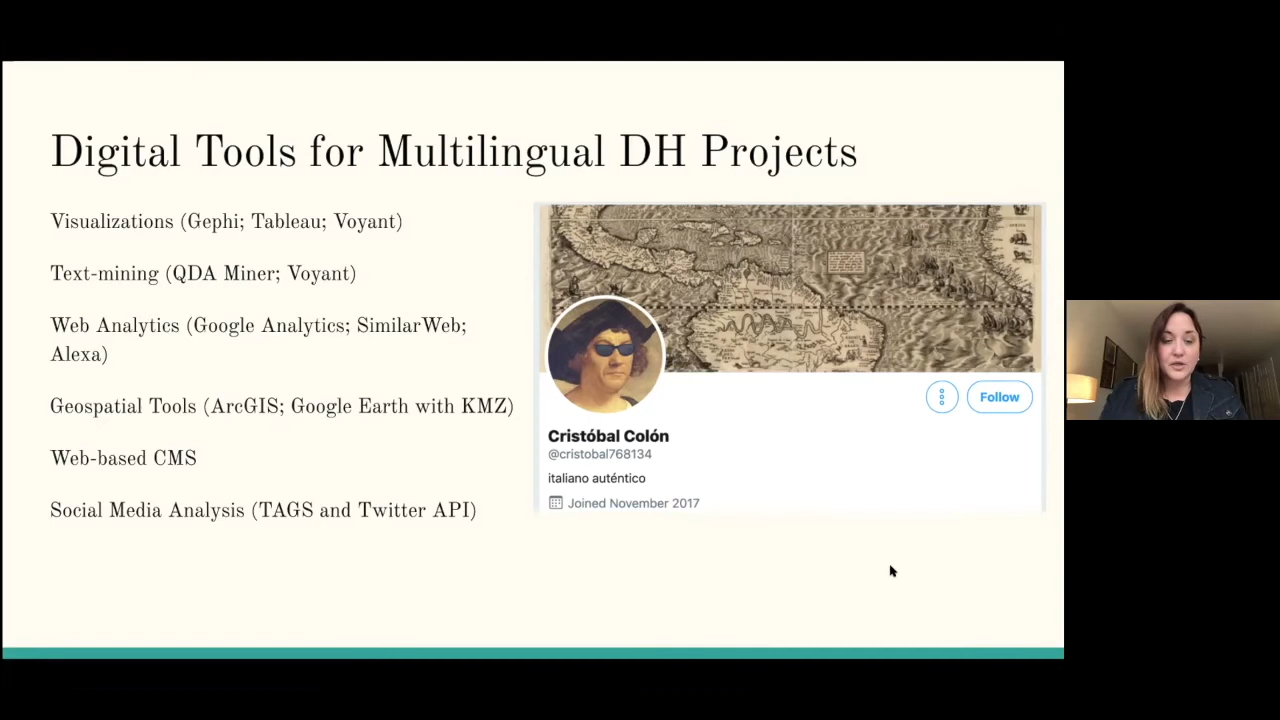 Digital Tools for Multilingual DH Projects
Visualizations (Gephi; Tableau; Voyant)
Text-mining (QDA Miner; Voyant)
Web Analytics (Google Analytics; SimilarWeb;
Alexa)
Geospatial Tools (ArcGIS; Google Earth with KMZ)
Web-based CMS
Social Media Analysis (TAGS and Twitter API)
Follow
Cristóbal Colón
@cristobal768134
italiano auténtico
Joined November 2017